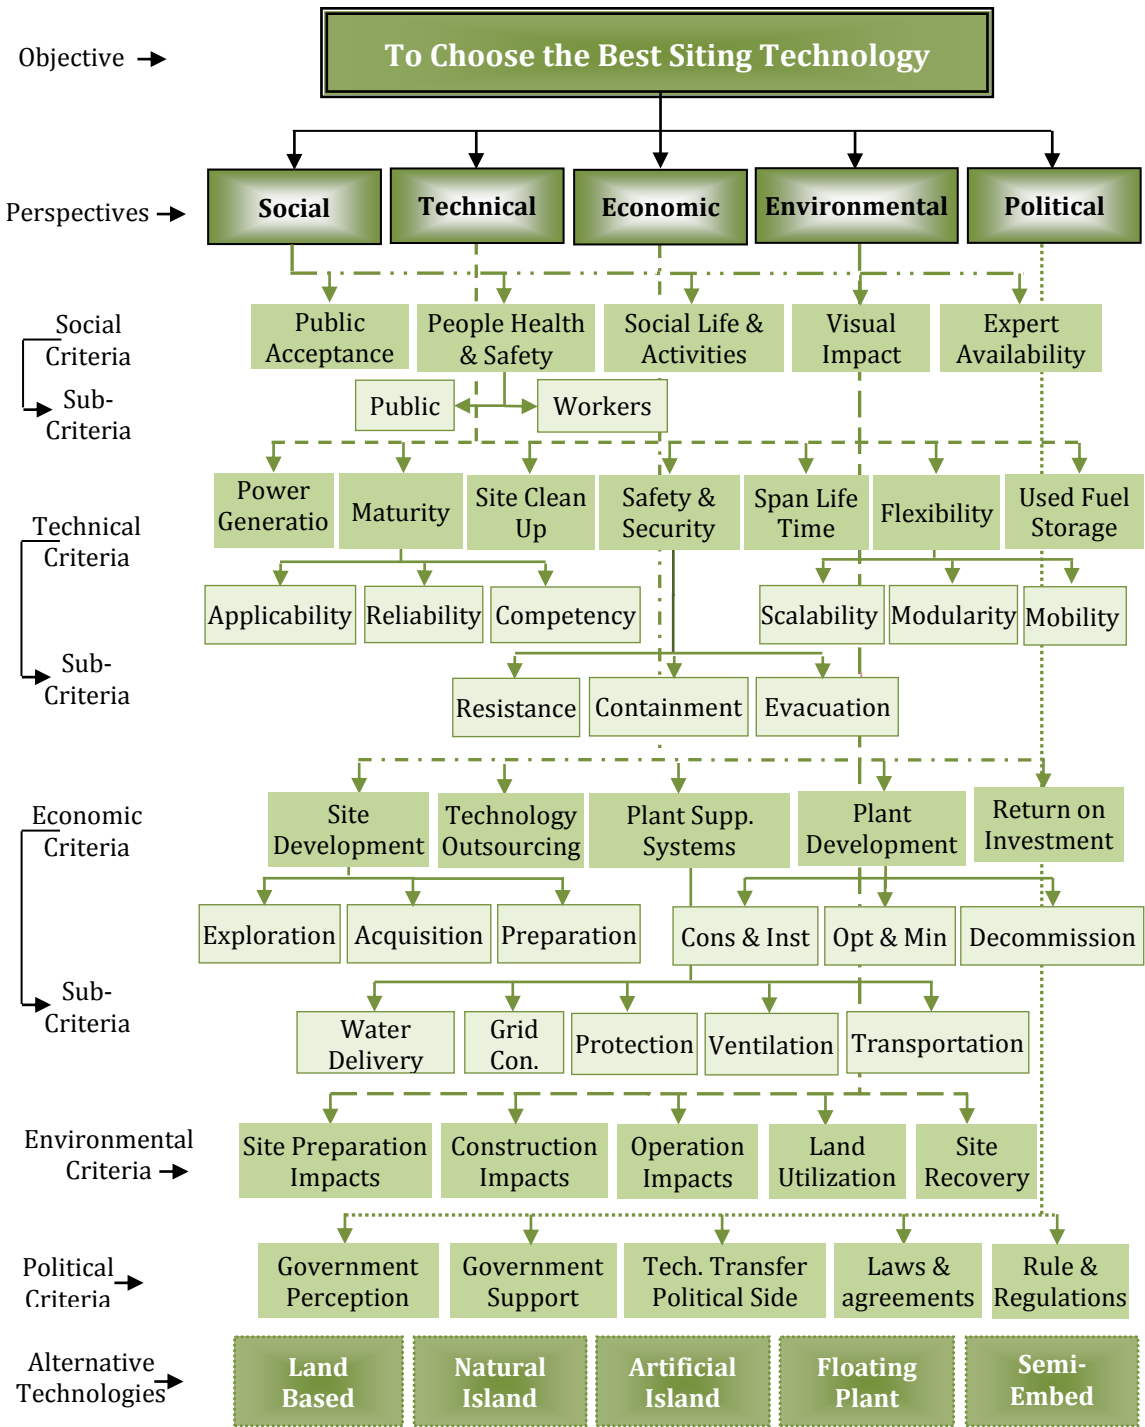 Objective
To Choose the Best Siting Technology
Perspectives
Social
Technical
Economic
Environmental
Political
Social
Criteria
Public
Acceptance
People Health
& Safety
Social Life &
Activities
Visual
Impact
Expert
Availability
Sub-
Criteria
Public
Workers
Technical
Criteria
Power
Generatio
Maturity
Site Clean
Up
Safety &
Security
Span Life
Time
Flexibility
Used Fuel
Storage
Applicability
Reliability
Competency
Scalability
Modularity
Mobility
Sub-
Criteria
Resistance
Containment
Evacuation
Economic
Criteria
Site
Development
Technology
Outsourcing
Plant Supp.
Systems
Plant
Development
Return on
Investment
Exploration
Acquisition
Preparation
Cons & Inst
Opt & Min
Decommission
Sub-
Criteria
Water
Delivery
Grid
Con.
Protection
Ventilation
Transportation
Environmental
Criteria
Site Preparation
Impacts
Construction
Impacts
Operation
Impacts
Land
Utilization
Site
Recovery
Political
Criteria
Government
Perception
Government
Support
Tech. Transfer
Political Side
Laws &
agreements
Rule &
Regulations
Alternative
Technologies
Land
Based
Natural
Island
Artificial
Island
Floating
Plant
Semi-
Embed